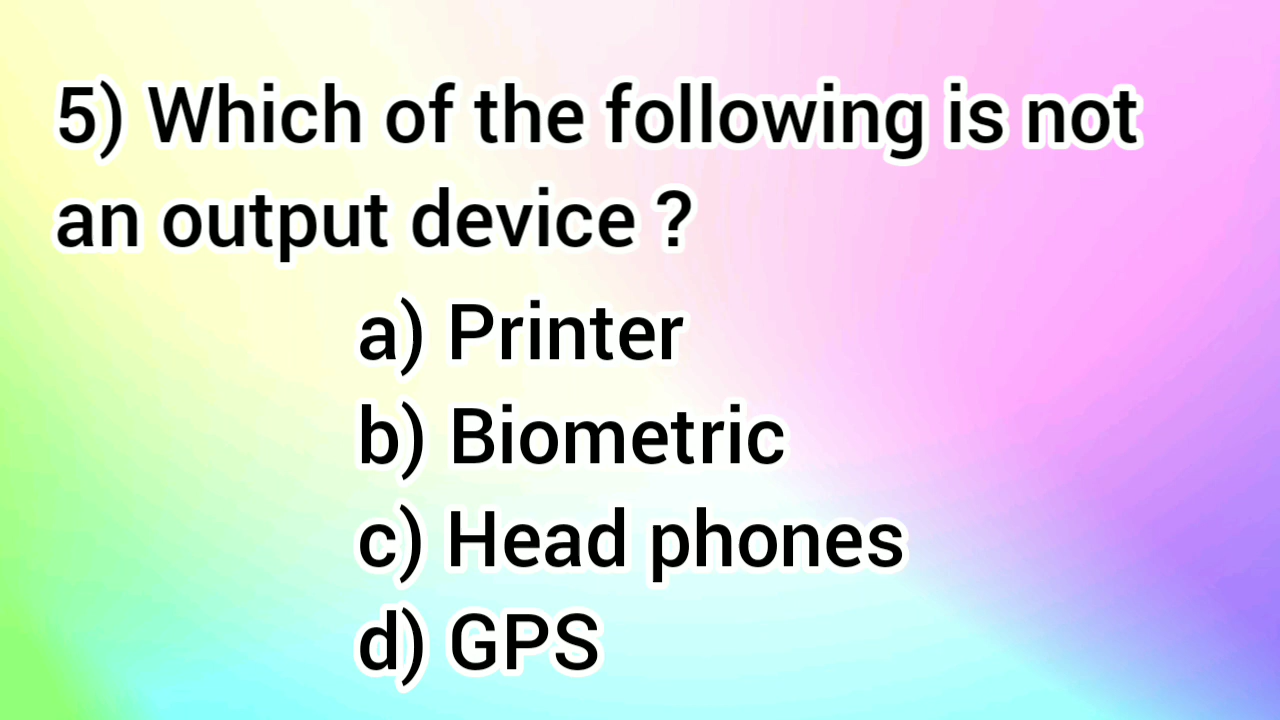 5) Which of the following is not
an output device ?
a) Printer
b) Biometric
c) Head phones
d) GPS